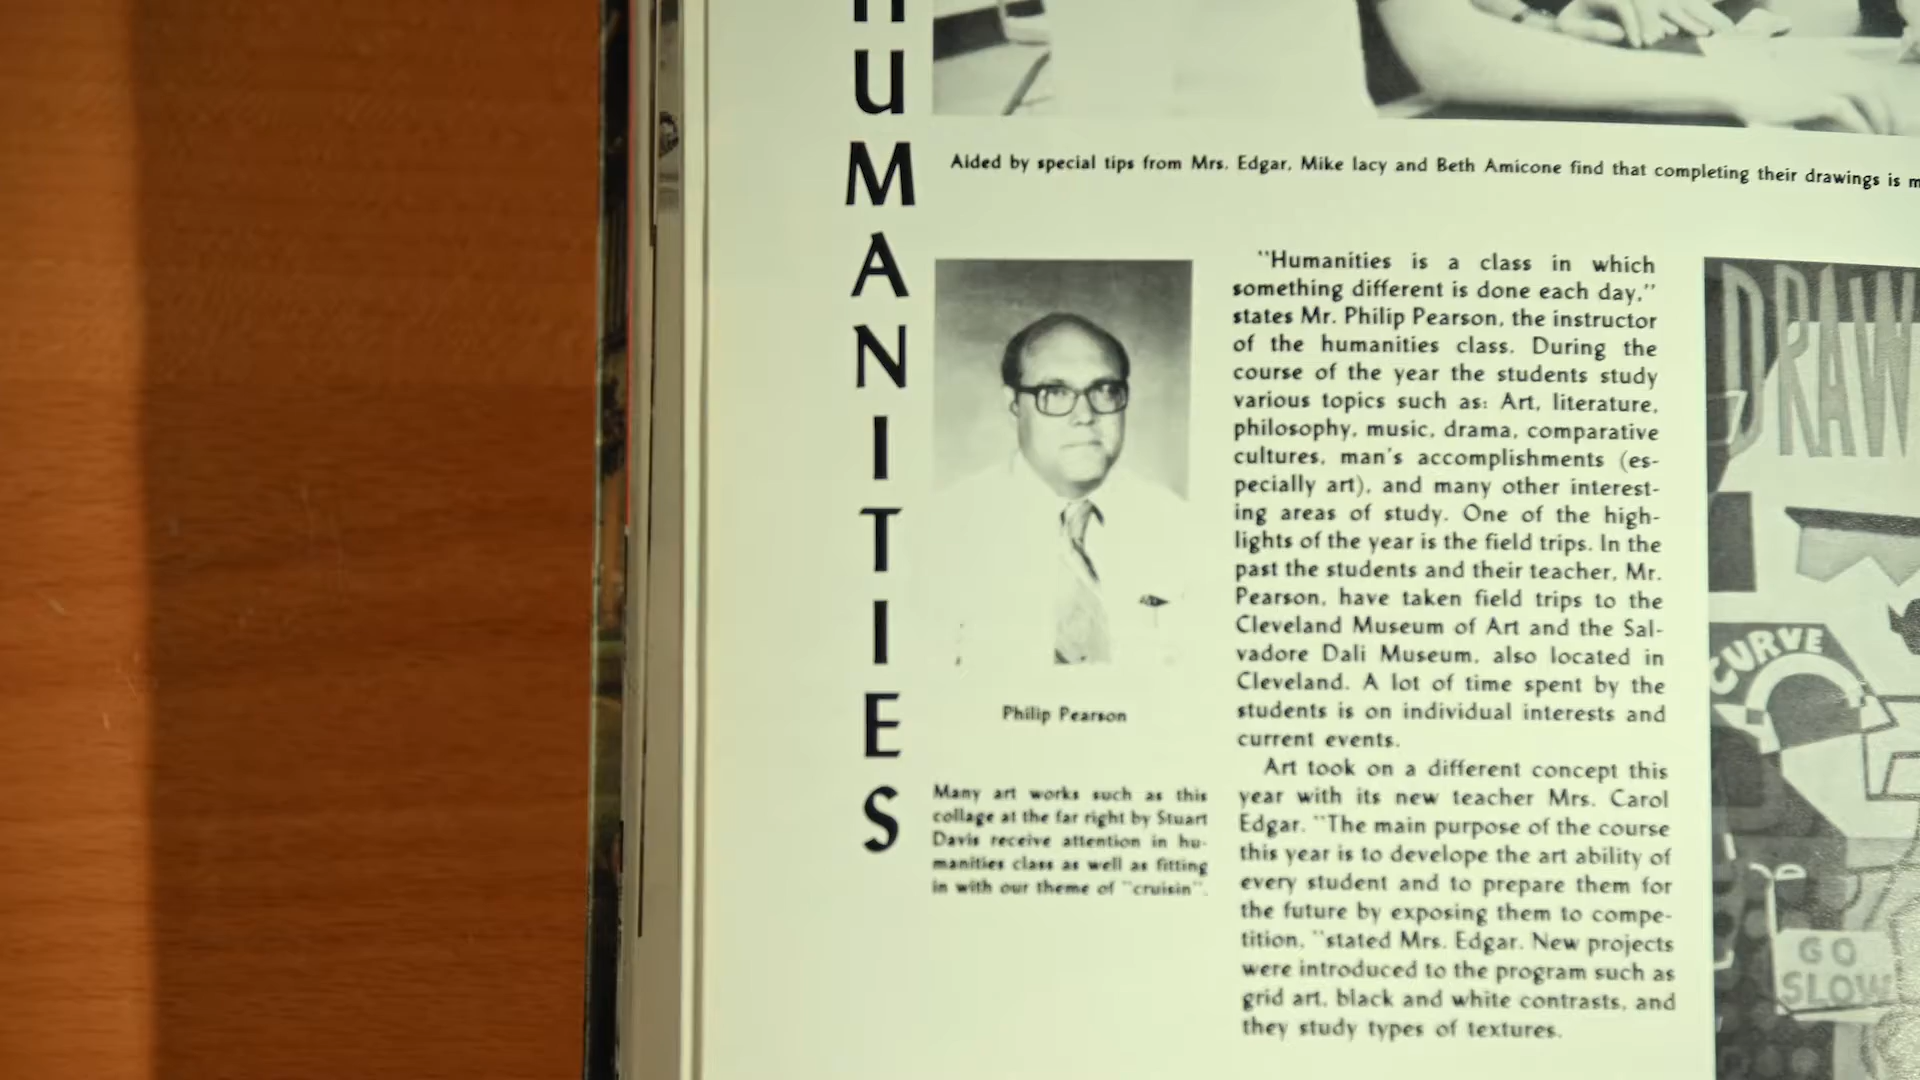 HUMANITIES
Aided by special tips from Mrs. Edgar, Mike Iacy and Beth Amicone find that completing their drawings is m
Philip Pearson
Many art works such as this
collage at the far right by Stuart
Davis receive attention in hu-
manities class as well as fitting
in with our theme of "cruisin".
"Humanities is a class in which
something different is done each day,"
states Mr. Philip Pearson, the instructor
of the humanities class. During the
course of the year the students study
various topics such as: Art, literature,
philosophy, music, drama, comparative
cultures, man's accomplishments (es-
pecially art), and many other interest-
ing areas of study. One of the high-
lights of the year is the field trips. In the
past the students and their teacher, Mr.
Pearson, have taken field trips to the
Cleveland Museum of Art and the Sal-
vadore Dali Museum, also located in
Cleveland. A lot of time spent by the
students is on individual interests and
current events.
Art took on a different concept this
year with its new teacher Mrs. Carol
Edgar. "The main purpose of the course
this year is to develope the art ability of
every student and to prepare them for
the future by exposing them to compe-
tition, "stated Mrs. Edgar. New projects
were introduced to the program such as
grid art, black and white contrasts, and
they study types of textures.
DRAW
CURVE
GO
SLOW